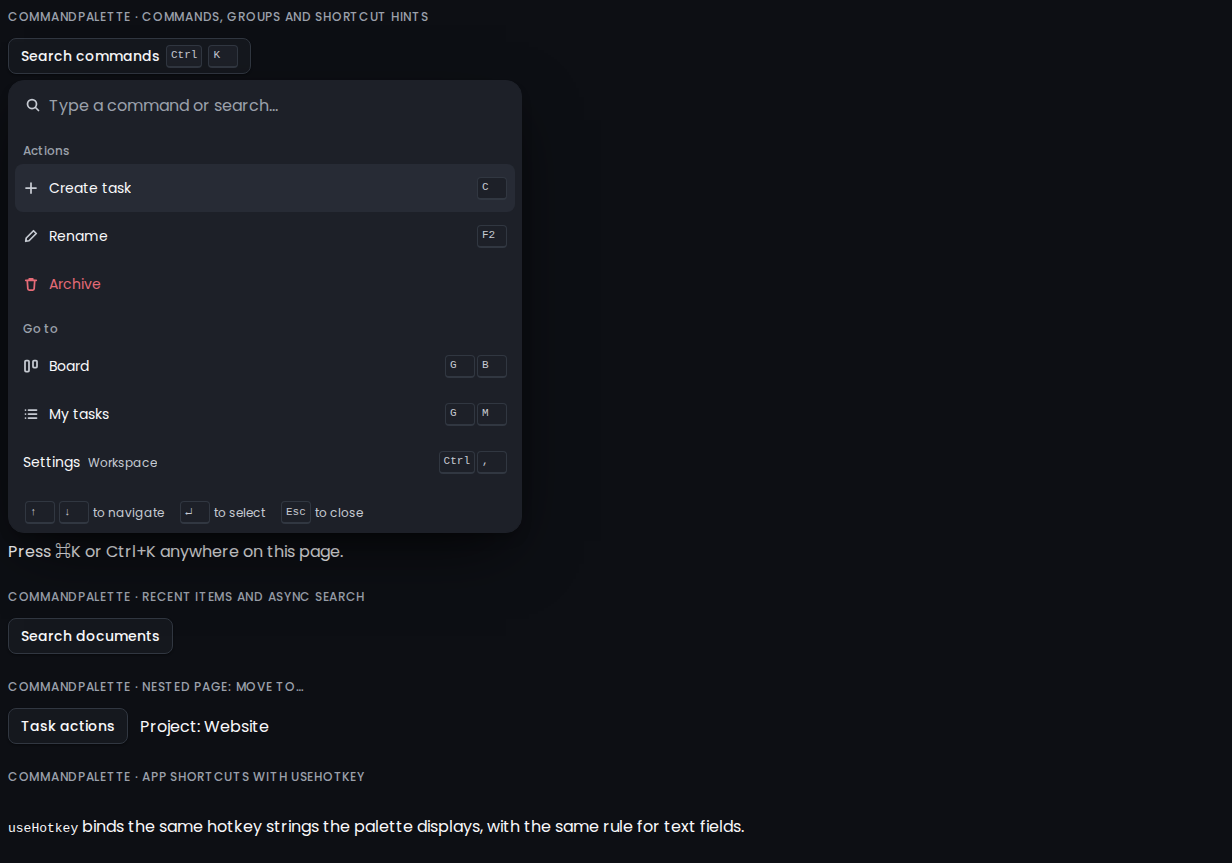 COMMANDPALETTE · COMMANDS, GROUPS AND SHORTCUT HINTS
Search commands Ctrl K
Type a command or search…
Actions
Create task C
Rename F2
Archive
Go to
Board G B
My tasks G M
Settings Workspace Ctrl ,
↑ ↓ to navigate ↵ to select Esc to close
Press ⌘K or Ctrl+K anywhere on this page.
COMMANDPALETTE · RECENT ITEMS AND ASYNC SEARCH
Search documents
COMMANDPALETTE · NESTED PAGE: MOVE TO…
Task actions Project: Website
COMMANDPALETTE · APP SHORTCUTS WITH USEHOTKEY
useHotkey binds the same hotkey strings the palette displays, with the same rule for text fields.